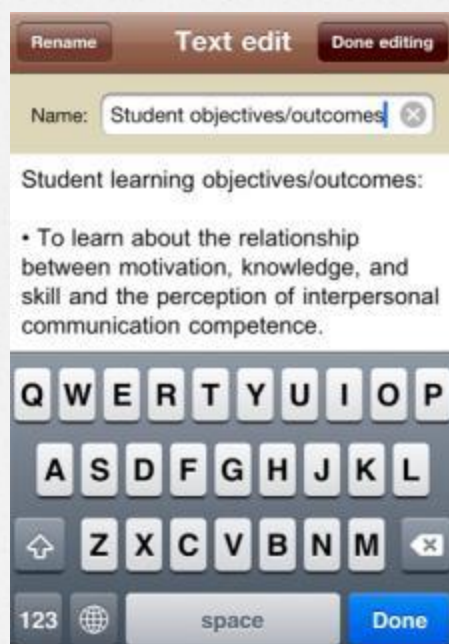 Rename Text edit Done editing
Name: Student objectives/outcomes
Student learning objectives/outcomes:
• To learn about the relationship
between motivation, knowledge, and
skill and the perception of interpersonal
communication competence.
Q W E R T Y U I O P
A S D F G H J K L
Z X C V B N M
123 space Done